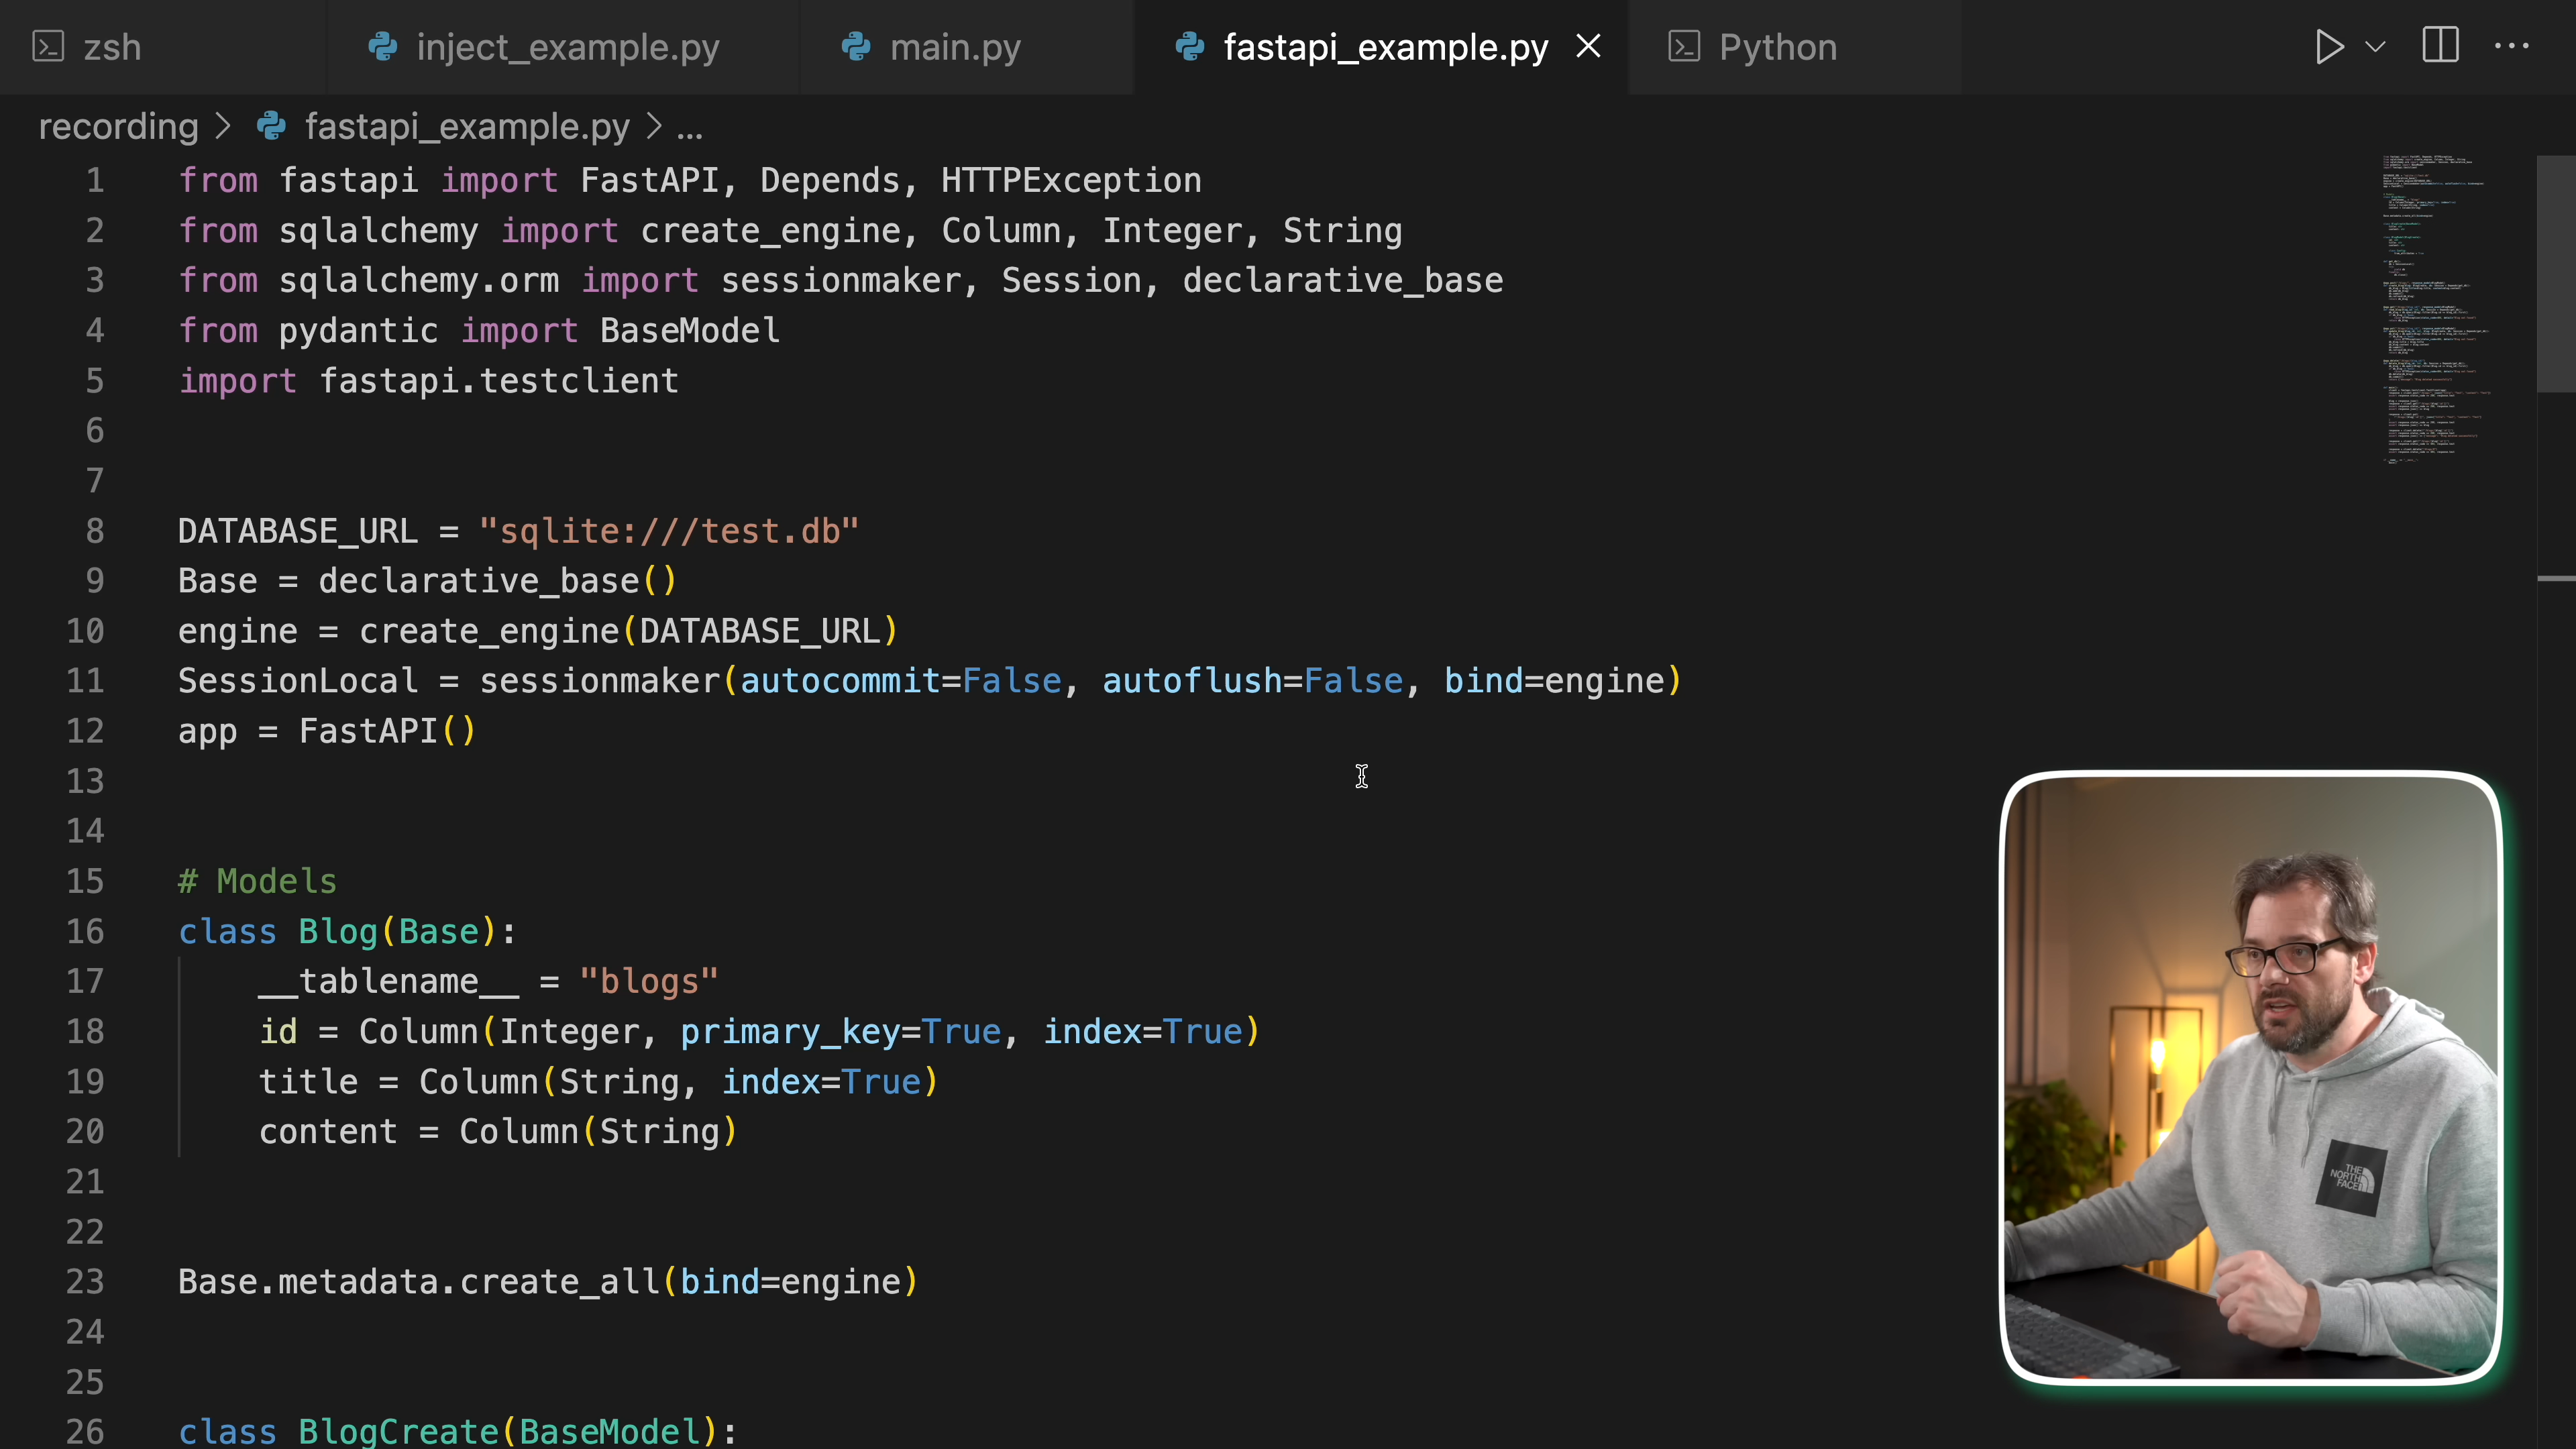 zsh
inject_example.py
main.py
fastapi_example.py
Python
recording > fastapi_example.py > ...
1 from fastapi import FastAPI, Depends, HTTPException
2 from sqlalchemy import create_engine, Column, Integer, String
3 from sqlalchemy.orm import sessionmaker, Session, declarative_base
4 from pydantic import BaseModel
5 import fastapi.testclient
6
7
8 DATABASE_URL = "sqlite:///test.db"
9 Base = declarative_base()
10 engine = create_engine(DATABASE_URL)
11 SessionLocal = sessionmaker(autocommit=False, autoflush=False, bind=engine)
12 app = FastAPI()
13
14
15 # Models
16 class Blog(Base):
17     __tablename__ = "blogs"
18     id = Column(Integer, primary_key=True, index=True)
19     title = Column(String, index=True)
20     content = Column(String)
21
22
23 Base.metadata.create_all(bind=engine)
24
25
26 class BlogCreate(BaseModel):
THE
NORTH
FACE